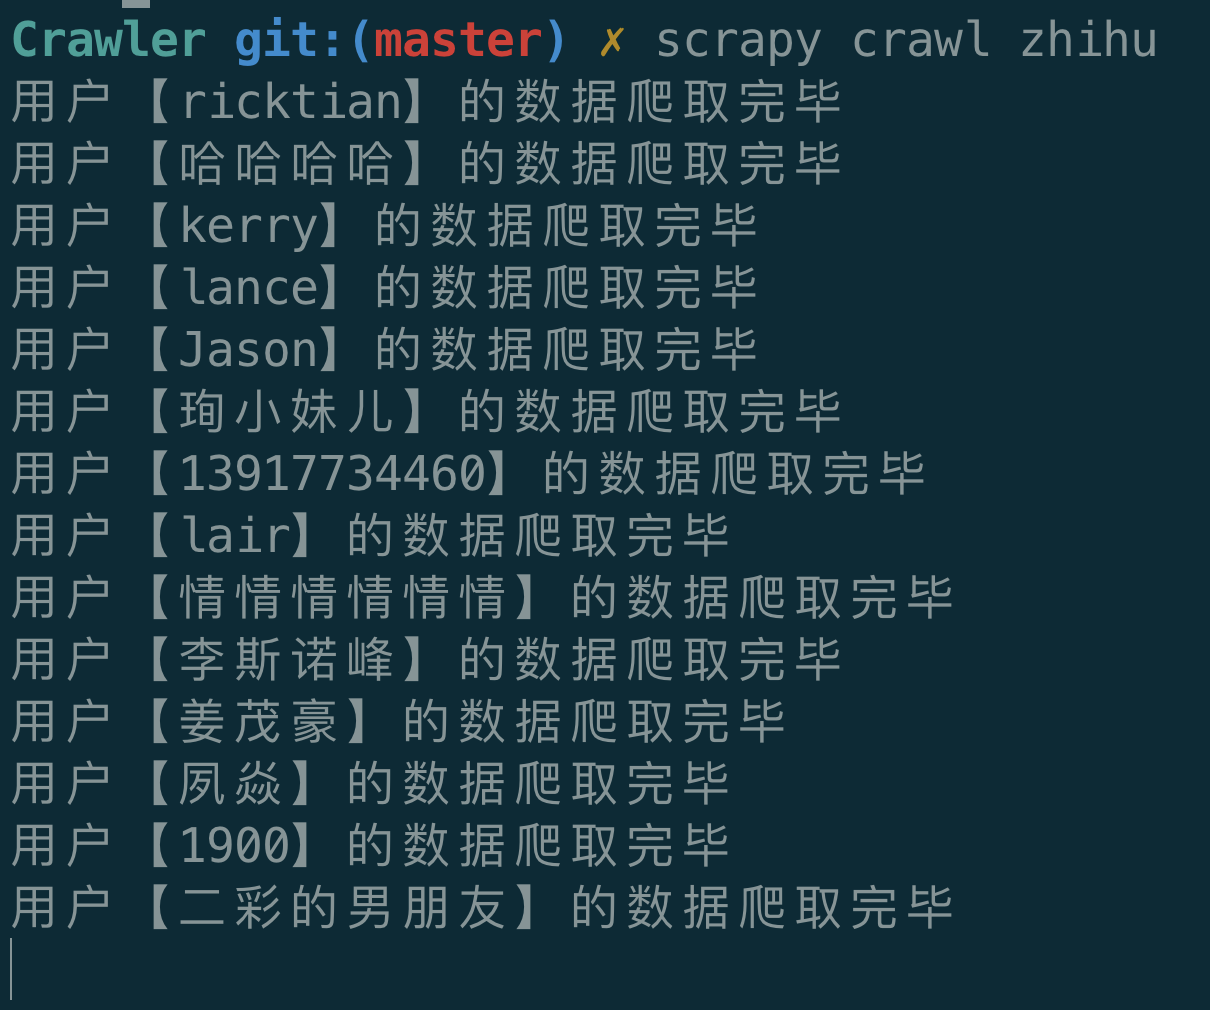 Crawler git:(master) ✗ scrapy crawl zhihu
用户【ricktian】的数据爬取完毕
用户【哈哈哈哈】的数据爬取完毕
用户【kerry】的数据爬取完毕
用户【lance】的数据爬取完毕
用户【Jason】的数据爬取完毕
用户【珣小妹儿】的数据爬取完毕
用户【13917734460】的数据爬取完毕
用户【lair】的数据爬取完毕
用户【情情情情情情】的数据爬取完毕
用户【李斯诺峰】的数据爬取完毕
用户【姜茂豪】的数据爬取完毕
用户【夙焱】的数据爬取完毕
用户【1900】的数据爬取完毕
用户【二彩的男朋友】的数据爬取完毕